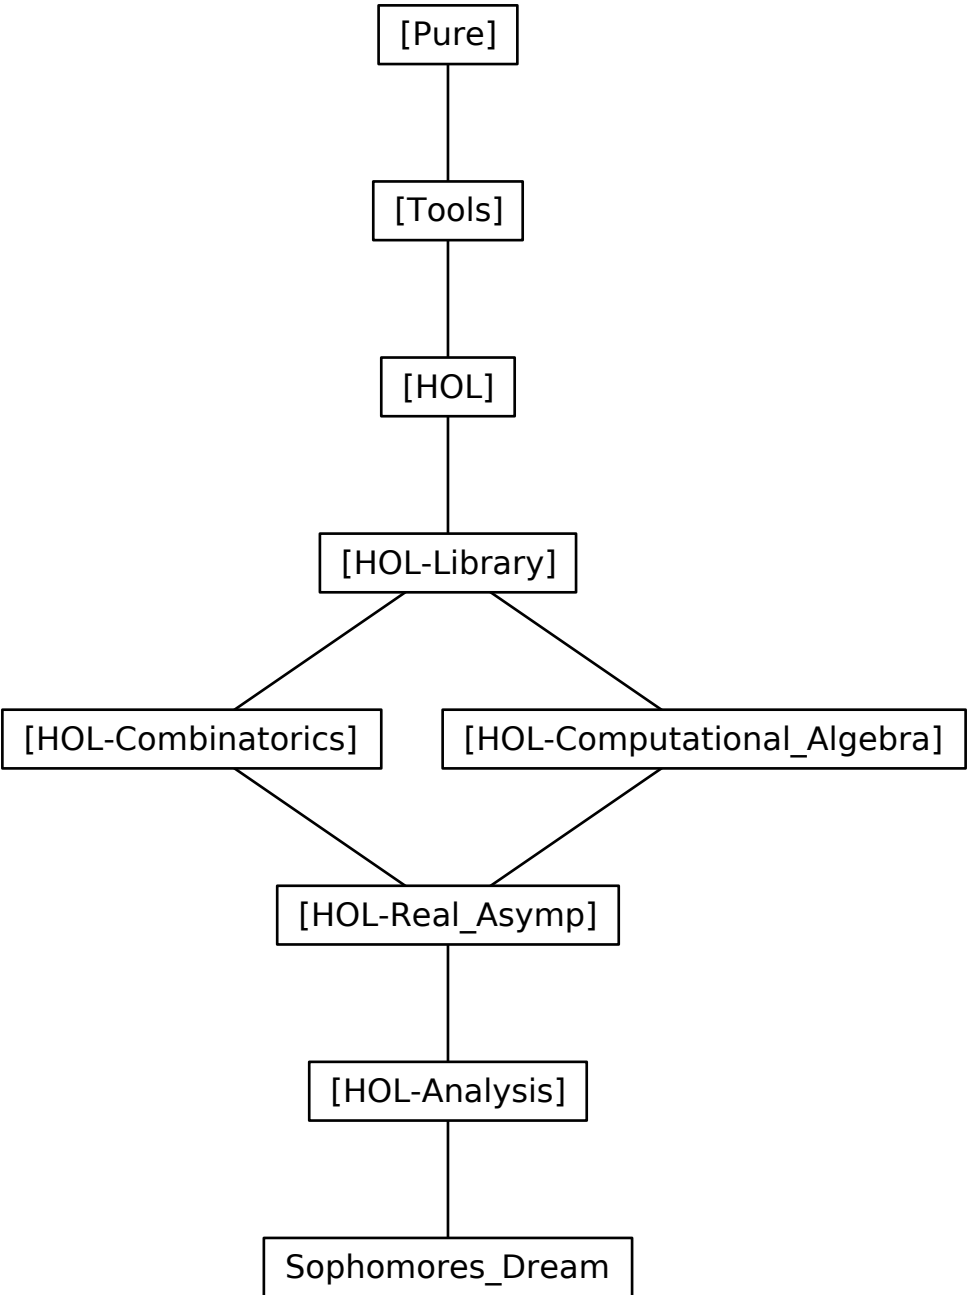 [Pure]
[Tools]
[HOL]
[HOL-Library]
[HOL-Combinatorics]
[HOL-Computational_Algebra]
[HOL-Real_Asymp]
[HOL-Analysis]
Sophomores_Dream